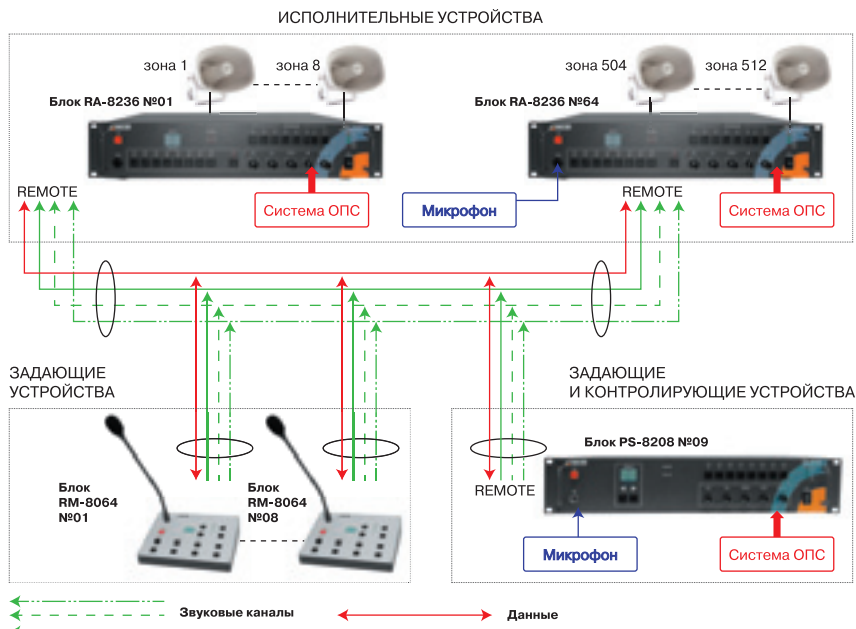 ИСПОЛНИТЕЛЬНЫЕ УСТРОЙСТВА
зона 1
зона 8
зона 504
зона 512
Блок RA-8236 №01
Блок RA-8236 №64
REMOTE
Система ОПС
Микрофон
REMOTE
Система ОПС
ЗАДАЮЩИЕ
УСТРОЙСТВА
ЗАДАЮЩИЕ
И КОНТРОЛИРУЮЩИЕ УСТРОЙСТВА
Блок
RM-8064
№01
Блок
RM-8064
№08
Блок PS-8208 №09
REMOTE
Микрофон
Система ОПС
Звуковые каналы
Данные